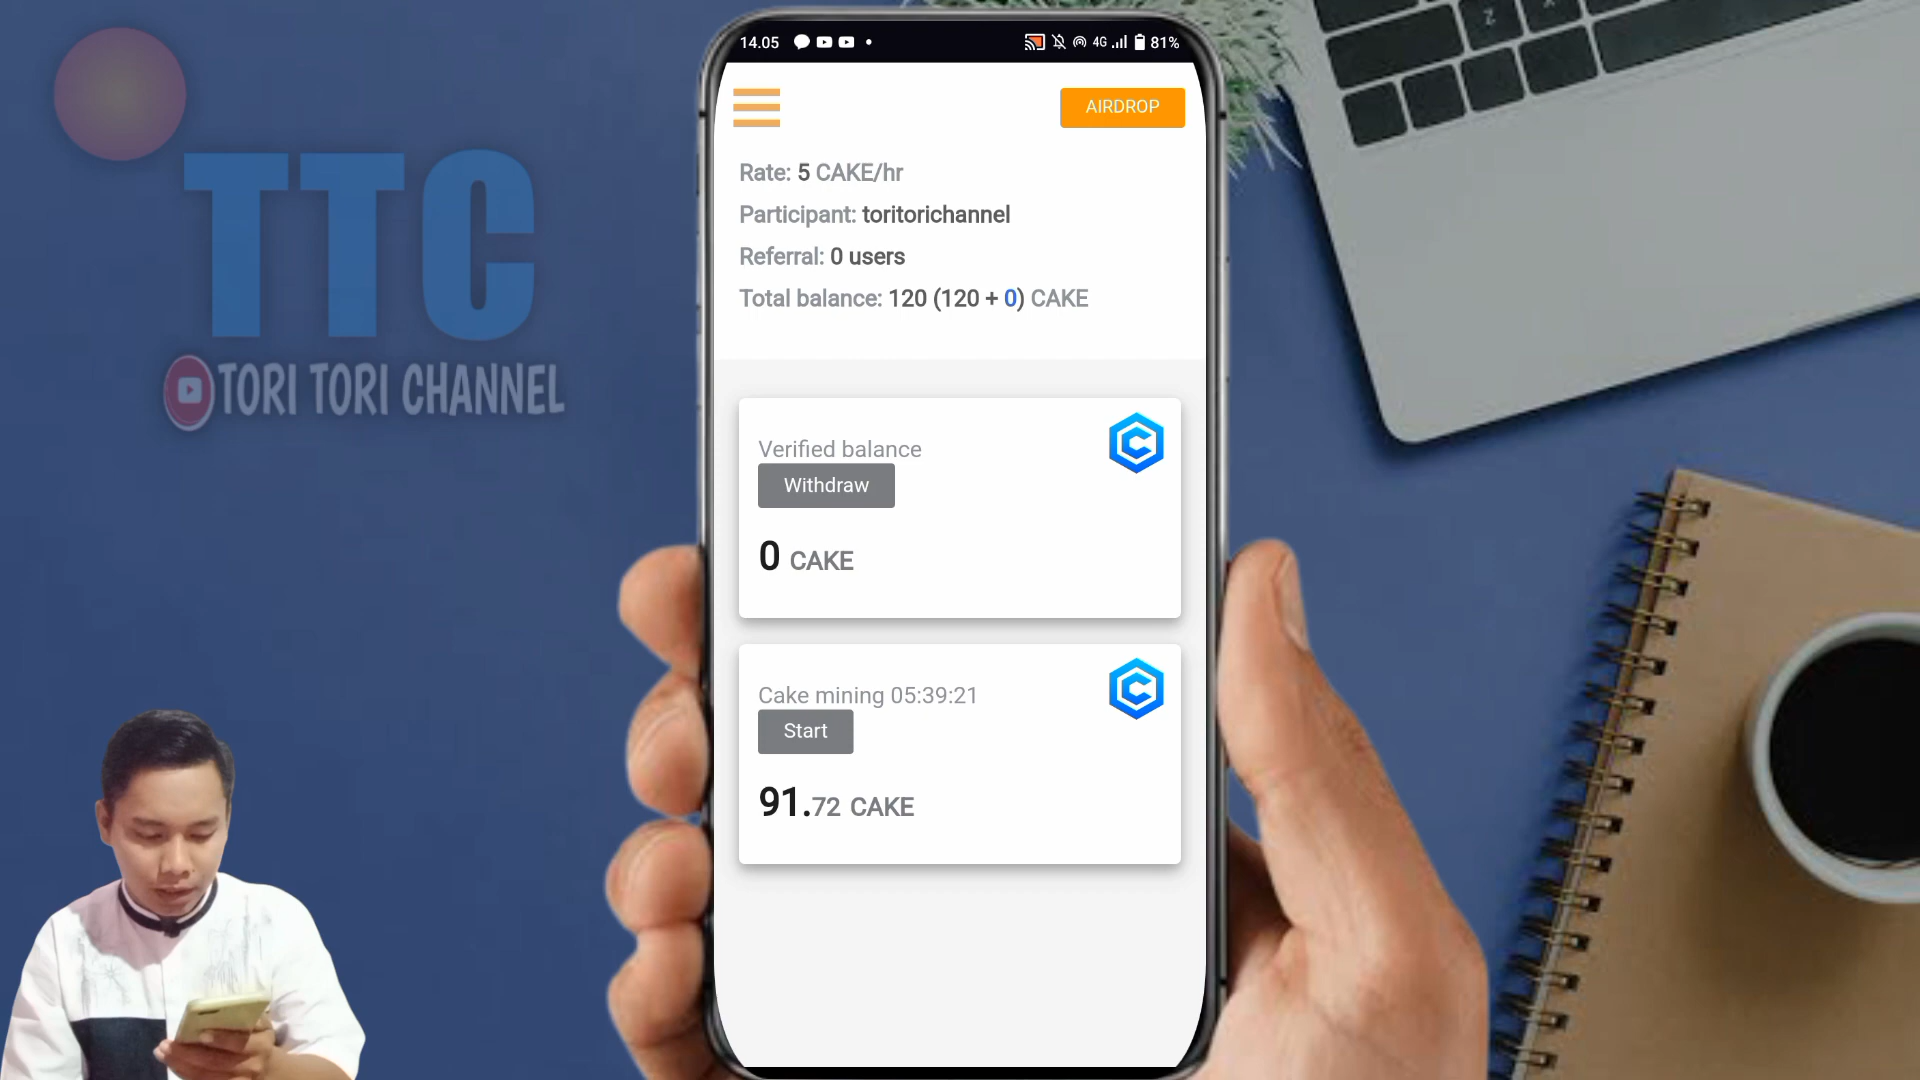 TTC
TORI TORI CHANNEL
14.05
4G
81%
AIRDROP
Rate: 5 CAKE/hr
Participant: toritorichannel
Referral: 0 users
Total balance: 120 (120 + 0) CAKE
Verified balance
Withdraw
0 CAKE
Cake mining 05:39:21
Start
91.72 CAKE
Z